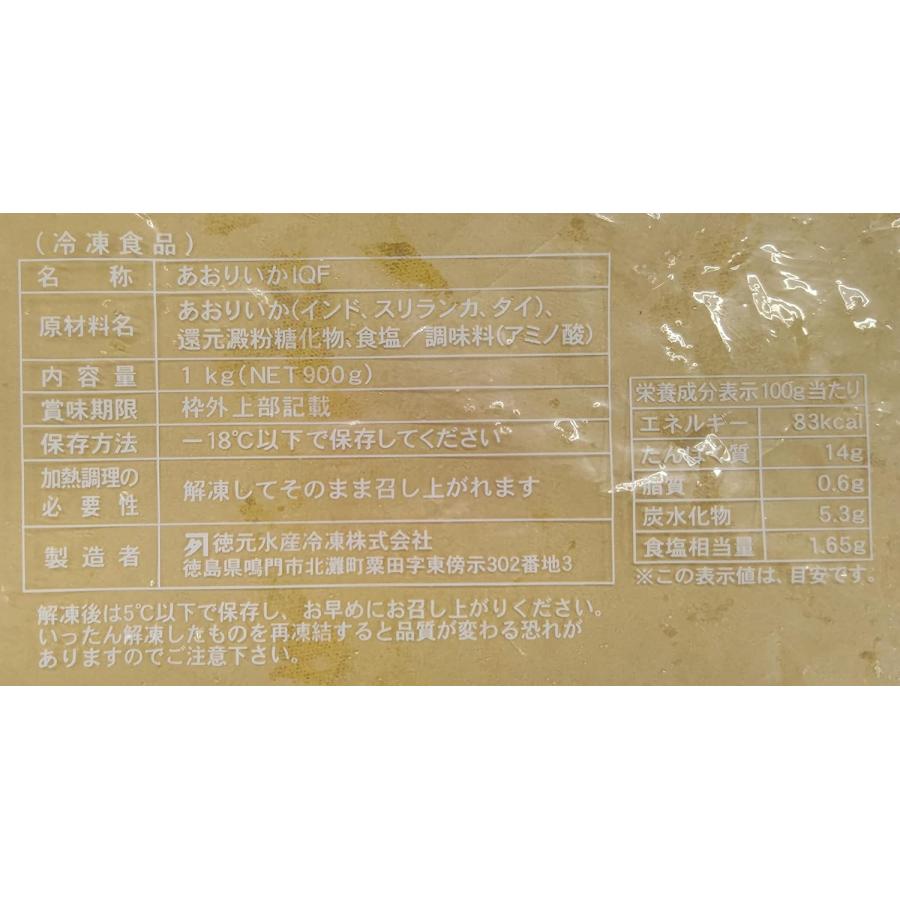 (冷凍食品)
名称 あおりいかIQF
原材料名 あおりいか(インド、スリランカ、タイ)、
還元澱粉糖化物、食塩/調味料(アミノ酸)
内容量 1kg(NET900g)
賞味期限 枠外上部記載
保存方法 -18℃以下で保存してください
加熱調理の
必要性 解凍してそのまま召し上がれます
製造者 徳元水産冷凍株式会社
徳島県鳴門市北灘町粟田字東傍示302番地3
解凍後は5℃以下で保存し、お早めにお召し上がりください。
いったん解凍したものを再凍結すると品質が変わる恐れが
ありますのでご注意下さい。
栄養成分表示100g当たり
エネルギー 83kcal
たんぱく質 14g
脂質 0.6g
炭水化物 5.3g
食塩相当量 1.65g
※この表示値は、目安です。